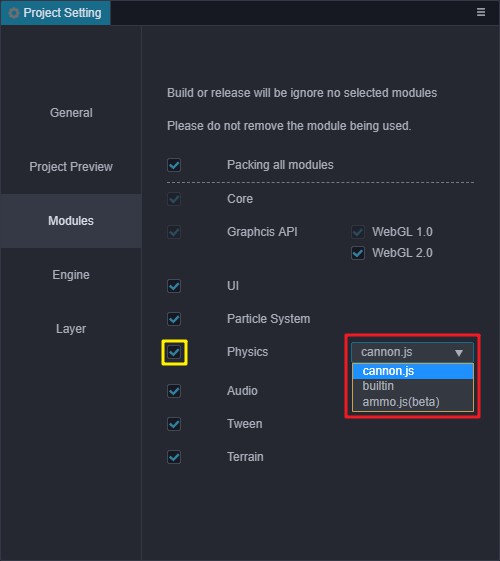 Project Setting
General
Project Preview
Modules
Engine
Layer
Build or release will be ignore no selected modules
Please do not remove the module being used.
Packing all modules
Core
Graphcis API
WebGL 1.0
WebGL 2.0
UI
Particle System
Physics
cannon.js
cannon.js
builtin
ammo.js(beta)
Audio
Tween
Terrain